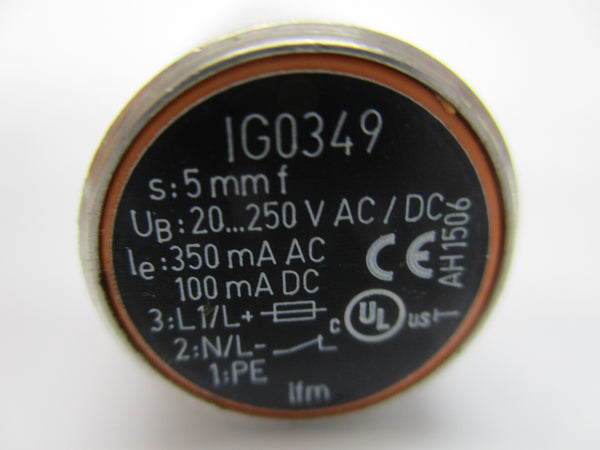 IG0349
s:5 mm f
UB:20...250 V AC / DC
Ie:350 mA AC
100 mA DC
CE
AH1506
3:L1/L+
c UL us
2:N/L-
1:PE
ifm